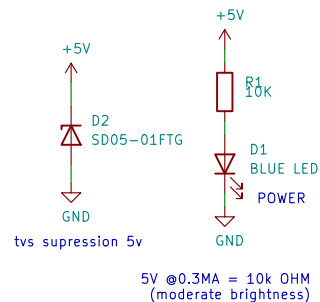 +5V
D2
SD05-01FTG
GND
tvs supression 5v
+5V
R1
10K
D1
BLUE LED
POWER
GND
5V @0.3MA = 10k OHM
(moderate brightness)